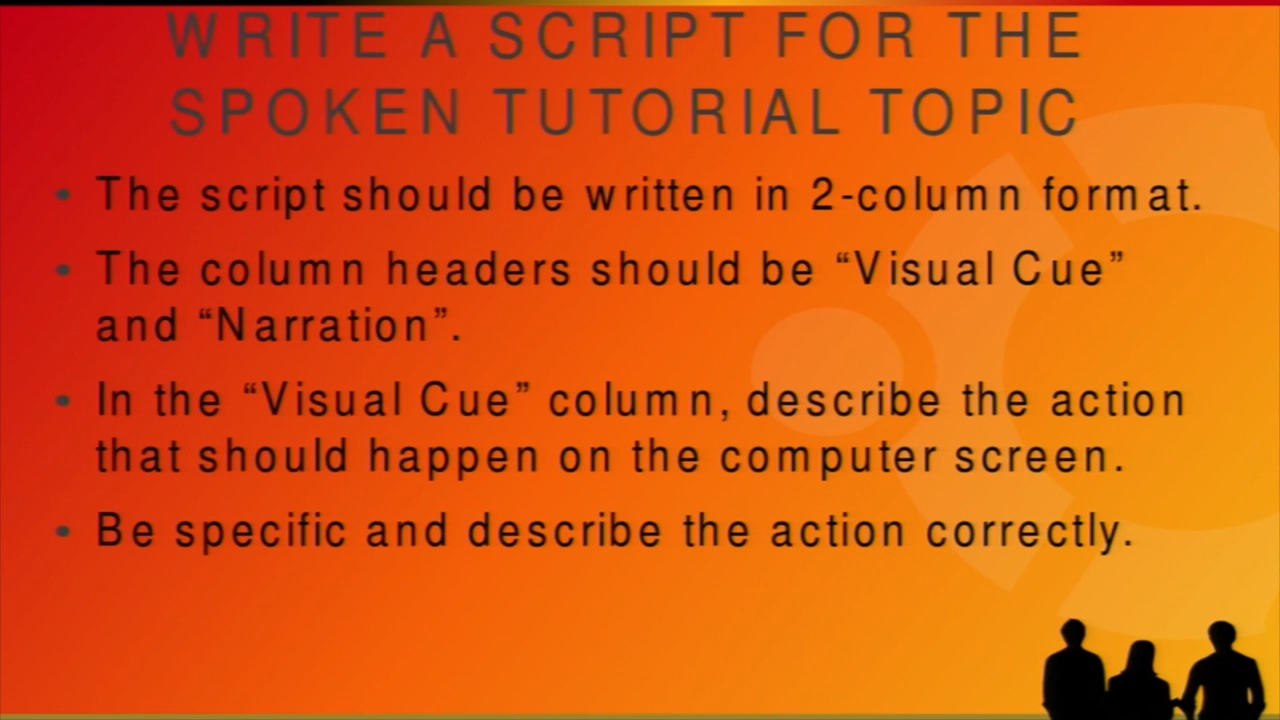 WRITE A SCRIPT FOR THE
SPOKEN TUTORIAL TOPIC
• The script should be written in 2-column format.
• The column headers should be “Visual Cue”
and “Narration”.
• In the “Visual Cue” column, describe the action
that should happen on the computer screen.
• Be specific and describe the action correctly.